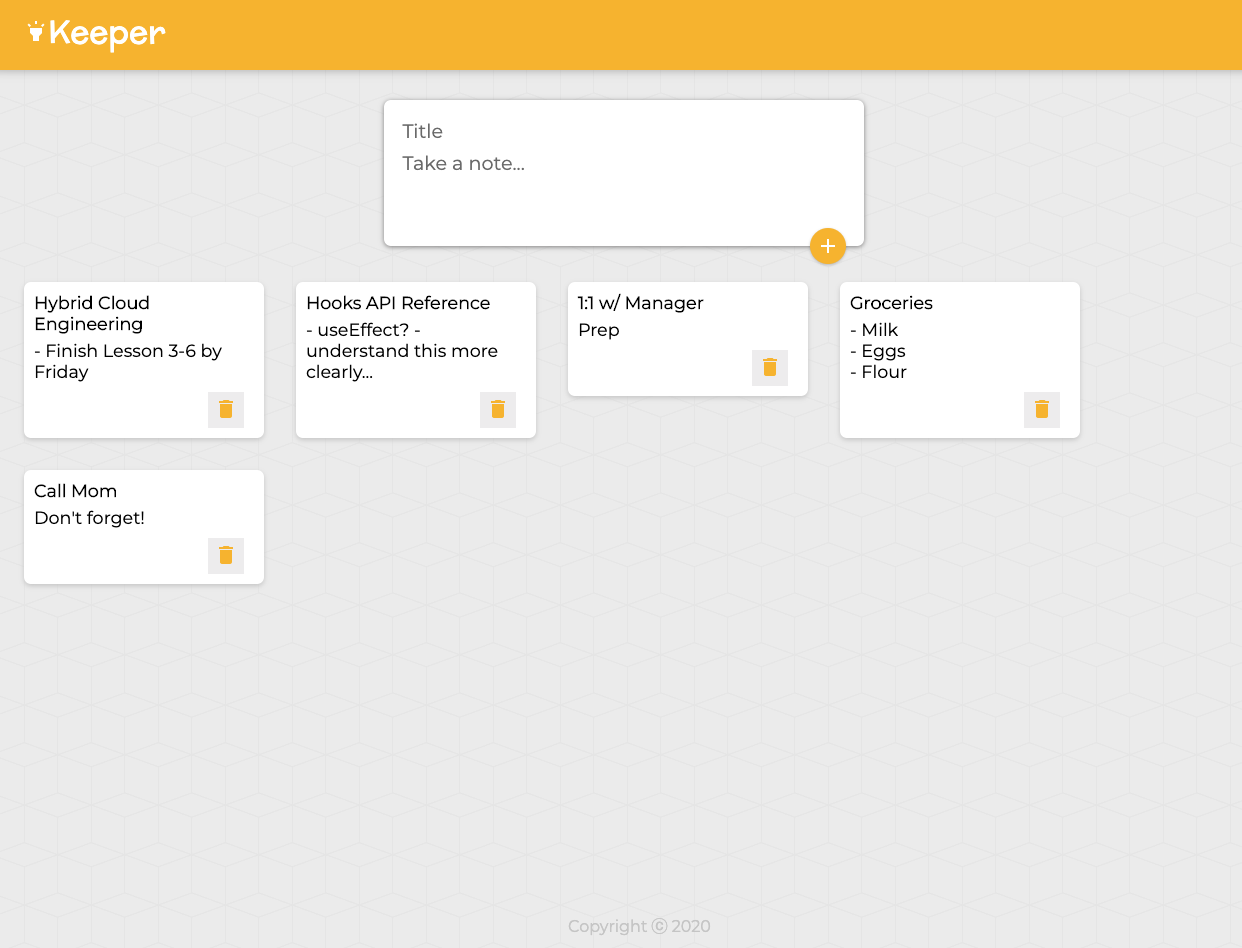 Keeper
Title
Take a note...
Hybrid Cloud
Engineering
- Finish Lesson 3-6 by
Friday
Hooks API Reference
- useEffect? -
understand this more
clearly...
1:1 w/ Manager
Prep
Groceries
- Milk
- Eggs
- Flour
Call Mom
Don't forget!
Copyright ⓒ 2020